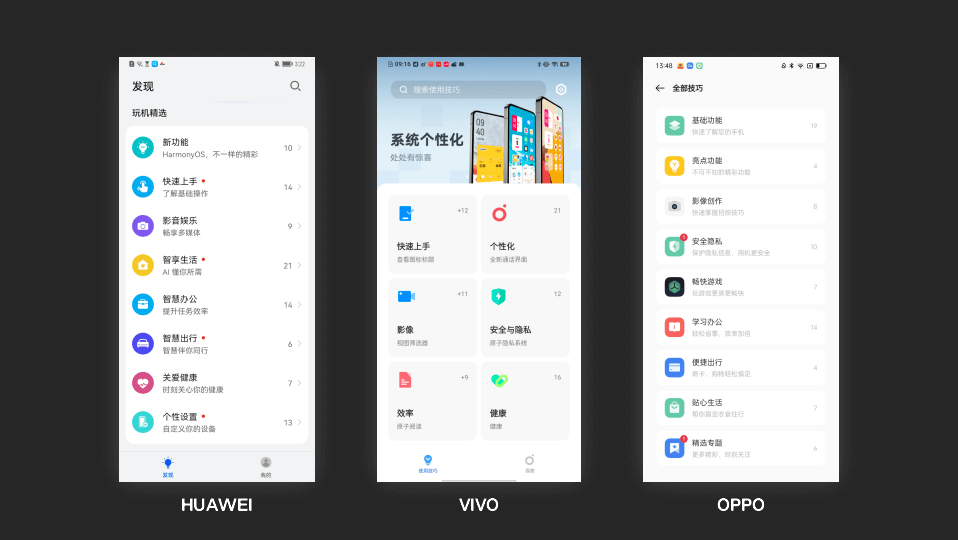 3:22
发现
玩机精选
新功能
HarmonyOS，不一样的精彩
10
快速上手
了解基础操作
14
影音娱乐
畅享多媒体
9
智享生活
AI 懂你所需
21
智慧办公
提升任务效率
14
智慧出行
智慧伴你同行
6
关爱健康
时刻关心你的健康
7
个性设置
自定义你的设备
13
发现
我的
HUAWEI
09:16
搜索使用技巧
系统个性化
处处有惊喜
09
40
+12
快速上手
查看图标标题
21
个性化
全新通话界面
+11
影像
视图筛选器
12
安全与隐私
原子隐私系统
+9
效率
原子阅读
16
健康
健康
使用技巧
VIVO
13:48
全部技巧
基础功能
快速了解您的手机
19
亮点功能
不可不知的精彩功能
4
影像创作
快速掌握拍照技巧
8
1
安全隐私
保护隐私信息，用机更安全
10
畅快游戏
玩游戏更爽更畅快
7
学习办公
轻松省事，效率加倍
14
便捷出行
刷卡、购物轻松搞定
4
贴心生活
帮你搞定衣食住行
7
1
精选专题
更多精彩，时刻关注
6
OPPO